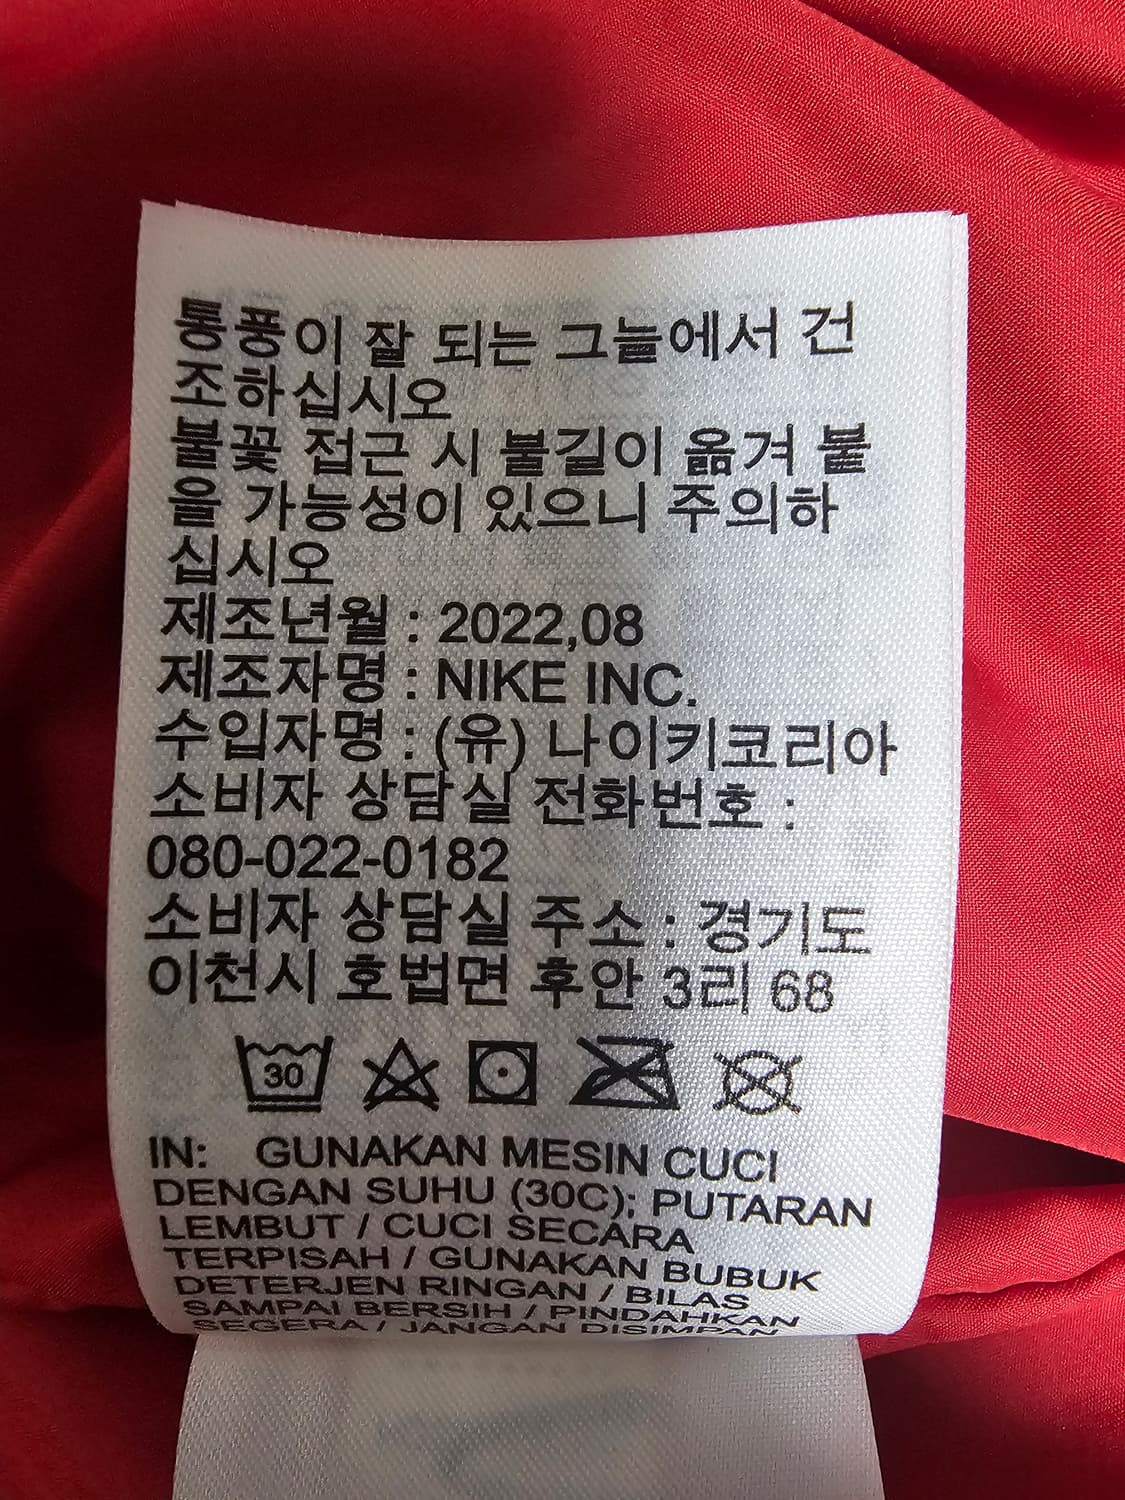 통풍이 잘 되는 그늘에서 건
조하십시오
불꽃 접근 시 불길이 옮겨 붙
을 가능성이 있으니 주의하
십시오
제조년월 : 2022,08
제조자명 : NIKE INC.
수입자명 : (유) 나이키코리아
소비자 상담실 전화번호 :
080-022-0182
소비자 상담실 주소 : 경기도
이천시 호법면 후안 3리 68
30
IN: GUNAKAN MESIN CUCI
DENGAN SUHU (30C); PUTARAN
LEMBUT / CUCI SECARA
TERPISAH / GUNAKAN BUBUK
DETERJEN RINGAN / BILAS
SAMPAI BERSIH / PINDAHKAN
SEGERA / JANGAN DISIMPAN